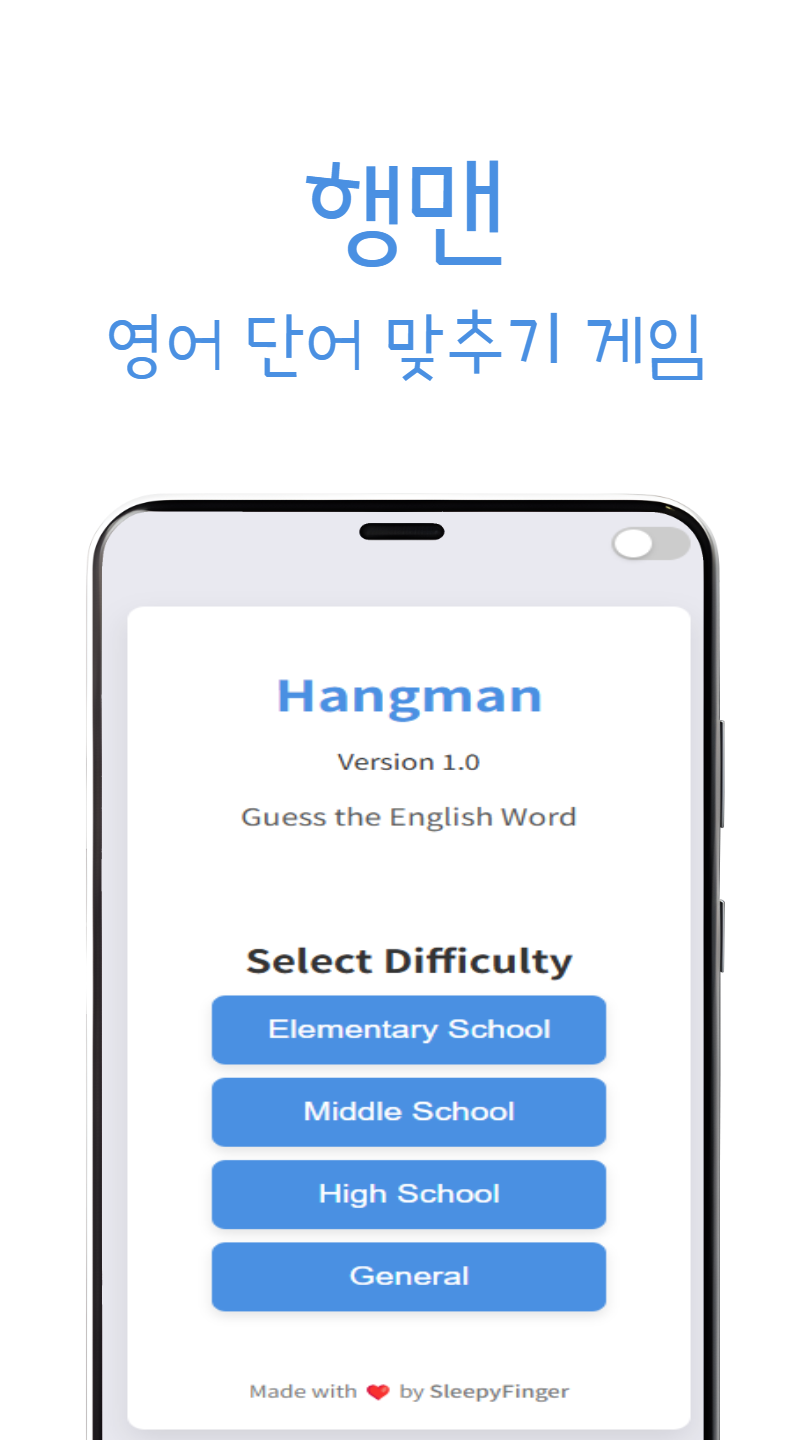 행맨
영어 단어 맞추기 게임
Hangman
Version 1.0
Guess the English Word
Select Difficulty
Elementary School
Middle School
High School
General
Made with ❤️ by SleepyFinger